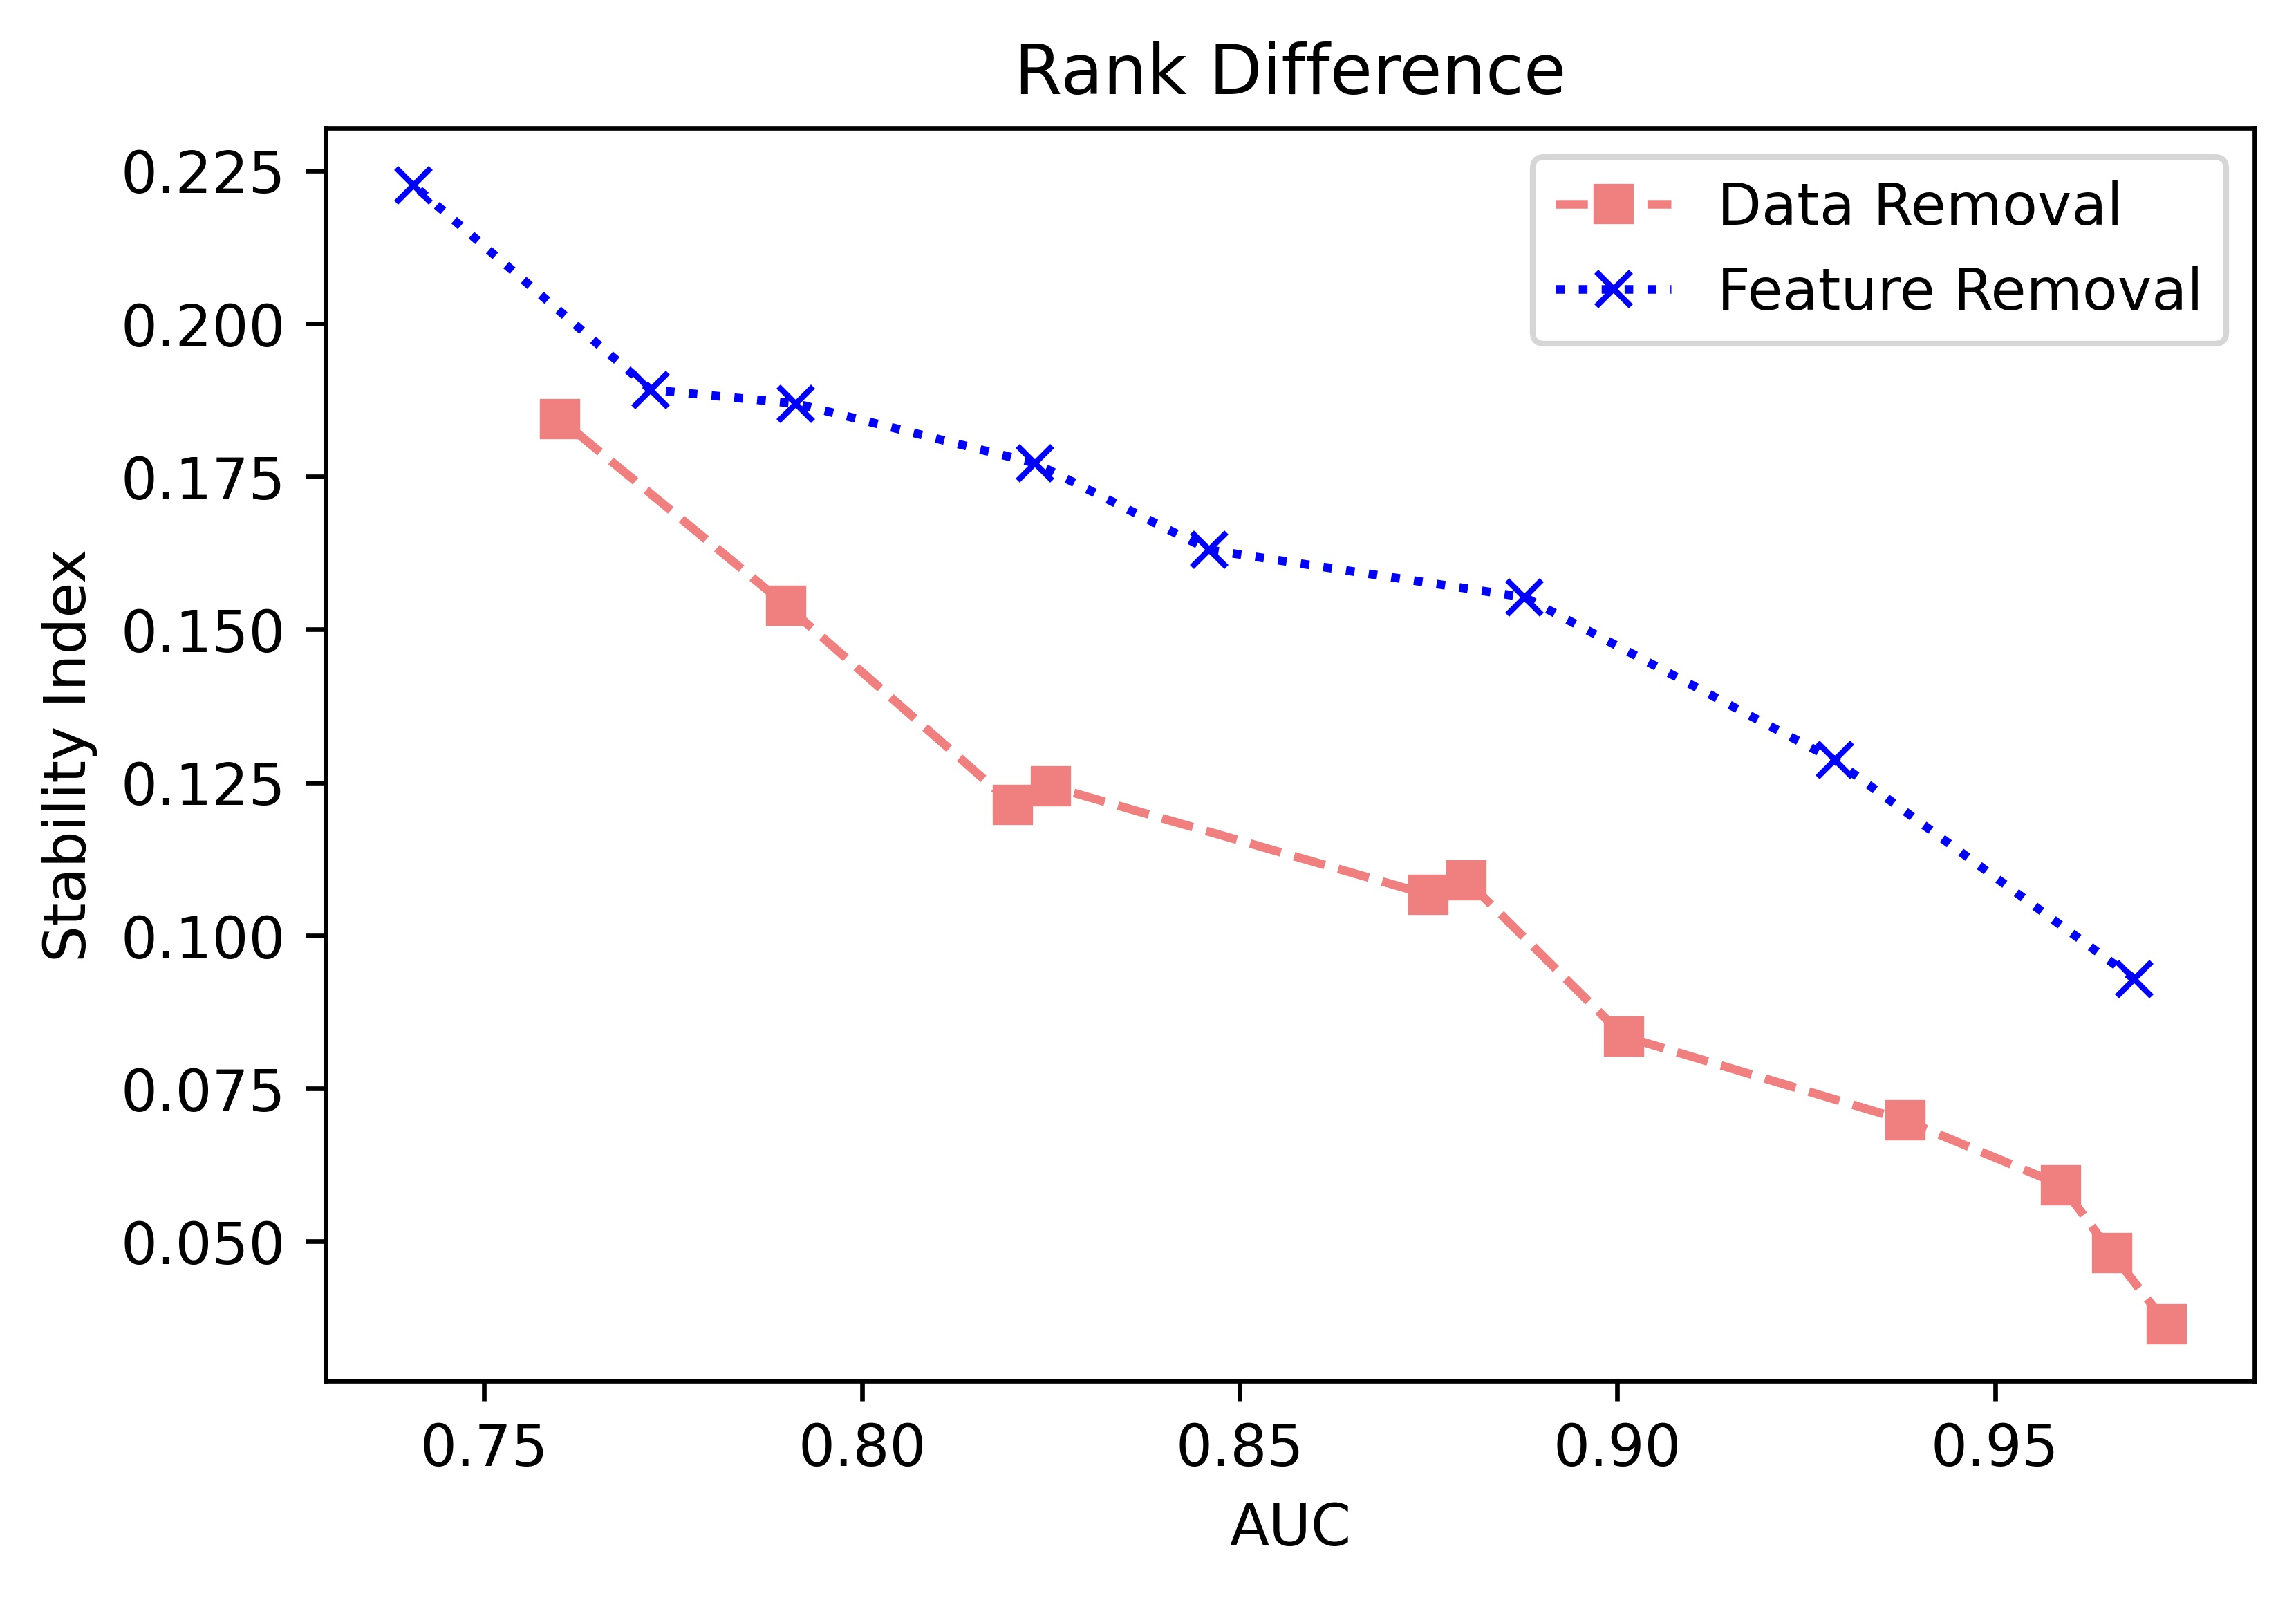 Rank Difference
Data Removal
Feature Removal
Stability Index
0.225
0.200
0.175
0.150
0.125
0.100
0.075
0.050
0.75 0.80 0.85 0.90 0.95
AUC